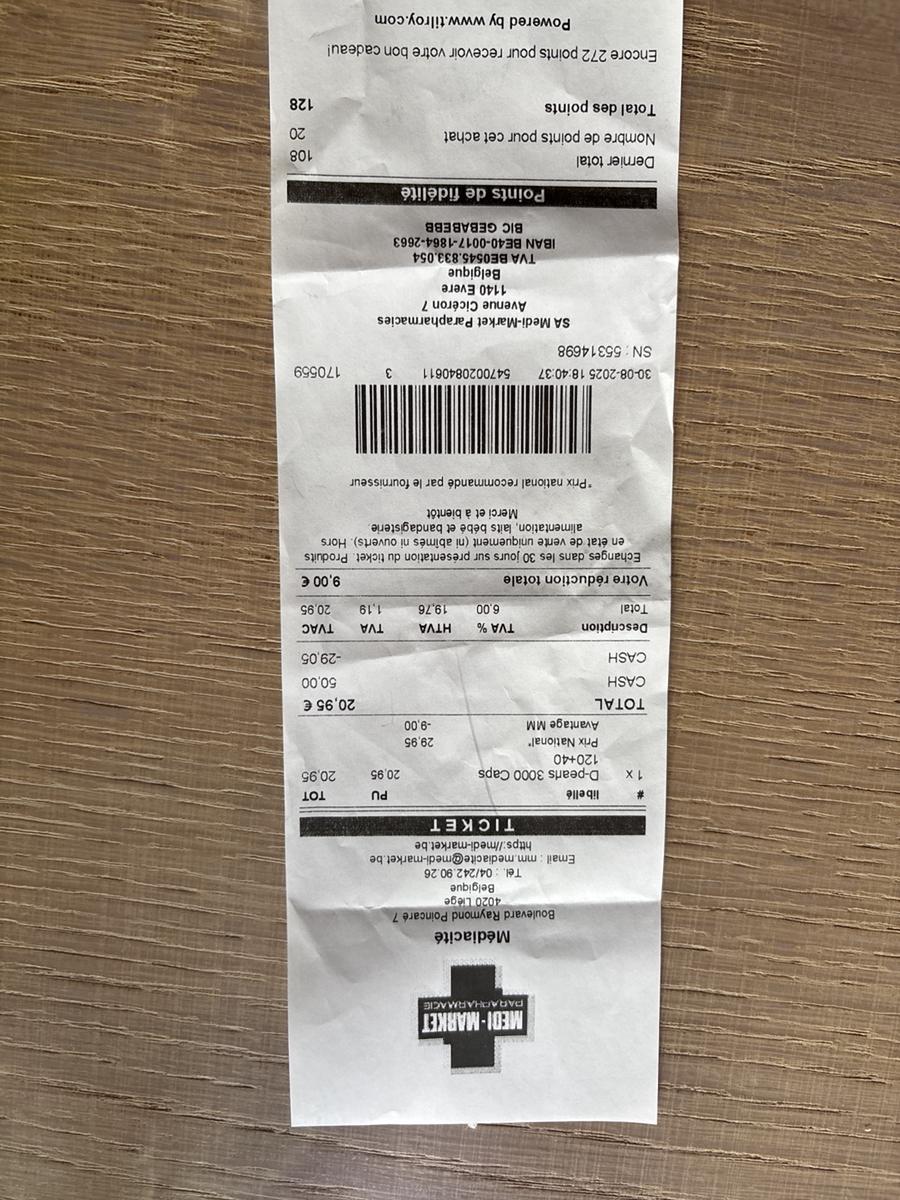 MEDI-MARKET
PARAPHARMACIE
Médiacité
Boulevard Raymond Poincaré 7
4020 Liège
Belgique
Tél. : 04/242.90.26
Email : mm.mediacite@medi-market.be
https://medi-market.be
TICKET
# libellé PU TOT
1 x D-pearls 3000 Caps 20,95 20,95
120+40
Prix National* 29,95
Avantage MM -9,00
TOTAL 20,95 €
CASH 50,00
CASH -29,05
Description TVA % HTVA TVA TVAC
Total 6.00 19,76 1,19 20,95
Votre réduction totale 9,00 €
Echanges dans les 30 jours sur présentation du ticket. Produits
en état de vente uniquement (ni abîmés ni ouverts). Hors
alimentation, laits bébé et bandagisterie.
Merci et à bientôt
*Prix national recommandé par le fournisseur
30-08-2025 18:40:37 5470020840611 3 170559
SN : 55314698
SA Medi-Market Parapharmacies
Avenue Cicéron 7
1140 Evere
Belgique
TVA BE0545.833.054
IBAN BE40-0017-1864-2663
BIC GEBABEBB
Points de fidélité
Dernier total 108
Nombre de points pour cet achat 20
Total des points 128
Encore 272 points pour recevoir votre bon cadeau!
Powered by www.tilroy.com